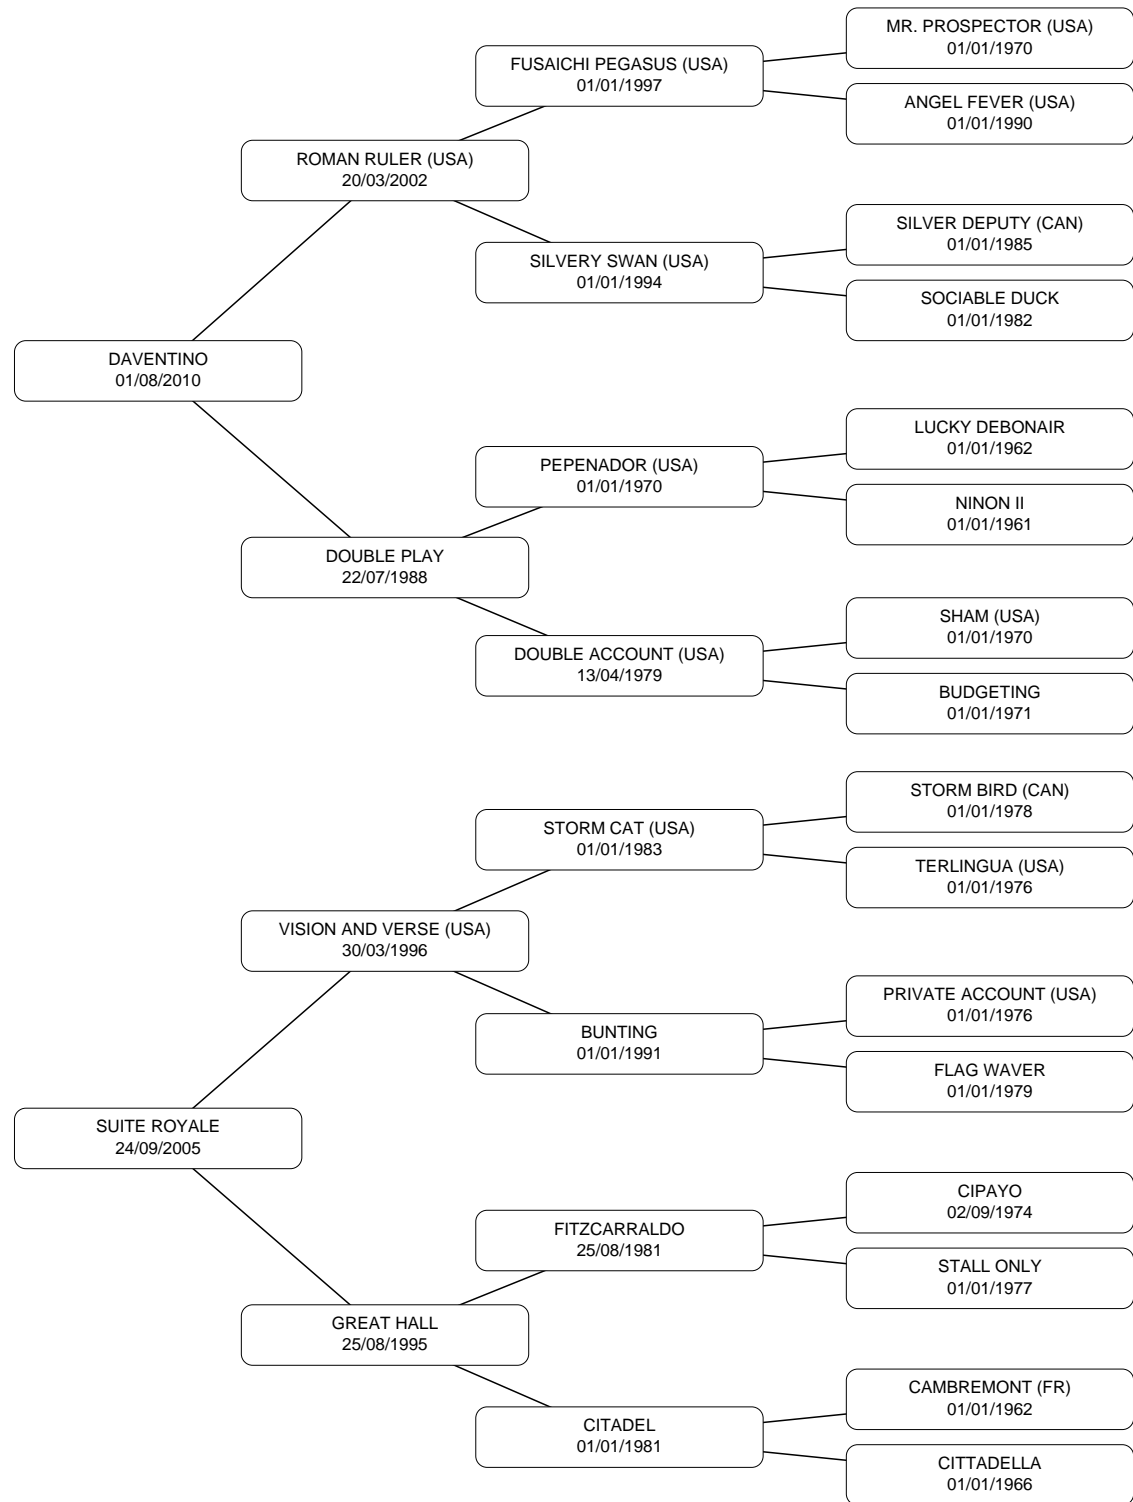 MR. PROSPECTOR (USA)
01/01/1970
FUSAICHI PEGASUS (USA)
01/01/1997
ANGEL FEVER (USA)
01/01/1990
ROMAN RULER (USA)
20/03/2002
SILVER DEPUTY (CAN)
01/01/1985
SILVERY SWAN (USA)
01/01/1994
SOCIABLE DUCK
01/01/1982
DAVENTINO
01/08/2010
LUCKY DEBONAIR
01/01/1962
PEPENADOR (USA)
01/01/1970
NINON II
01/01/1961
DOUBLE PLAY
22/07/1988
SHAM (USA)
01/01/1970
DOUBLE ACCOUNT (USA)
13/04/1979
BUDGETING
01/01/1971
STORM BIRD (CAN)
01/01/1978
STORM CAT (USA)
01/01/1983
TERLINGUA (USA)
01/01/1976
VISION AND VERSE (USA)
30/03/1996
PRIVATE ACCOUNT (USA)
01/01/1976
BUNTING
01/01/1991
FLAG WAVER
01/01/1979
SUITE ROYALE
24/09/2005
CIPAYO
02/09/1974
FITZCARRALDO
25/08/1981
STALL ONLY
01/01/1977
GREAT HALL
25/08/1995
CAMBREMONT (FR)
01/01/1962
CITADEL
01/01/1981
CITTADELLA
01/01/1966